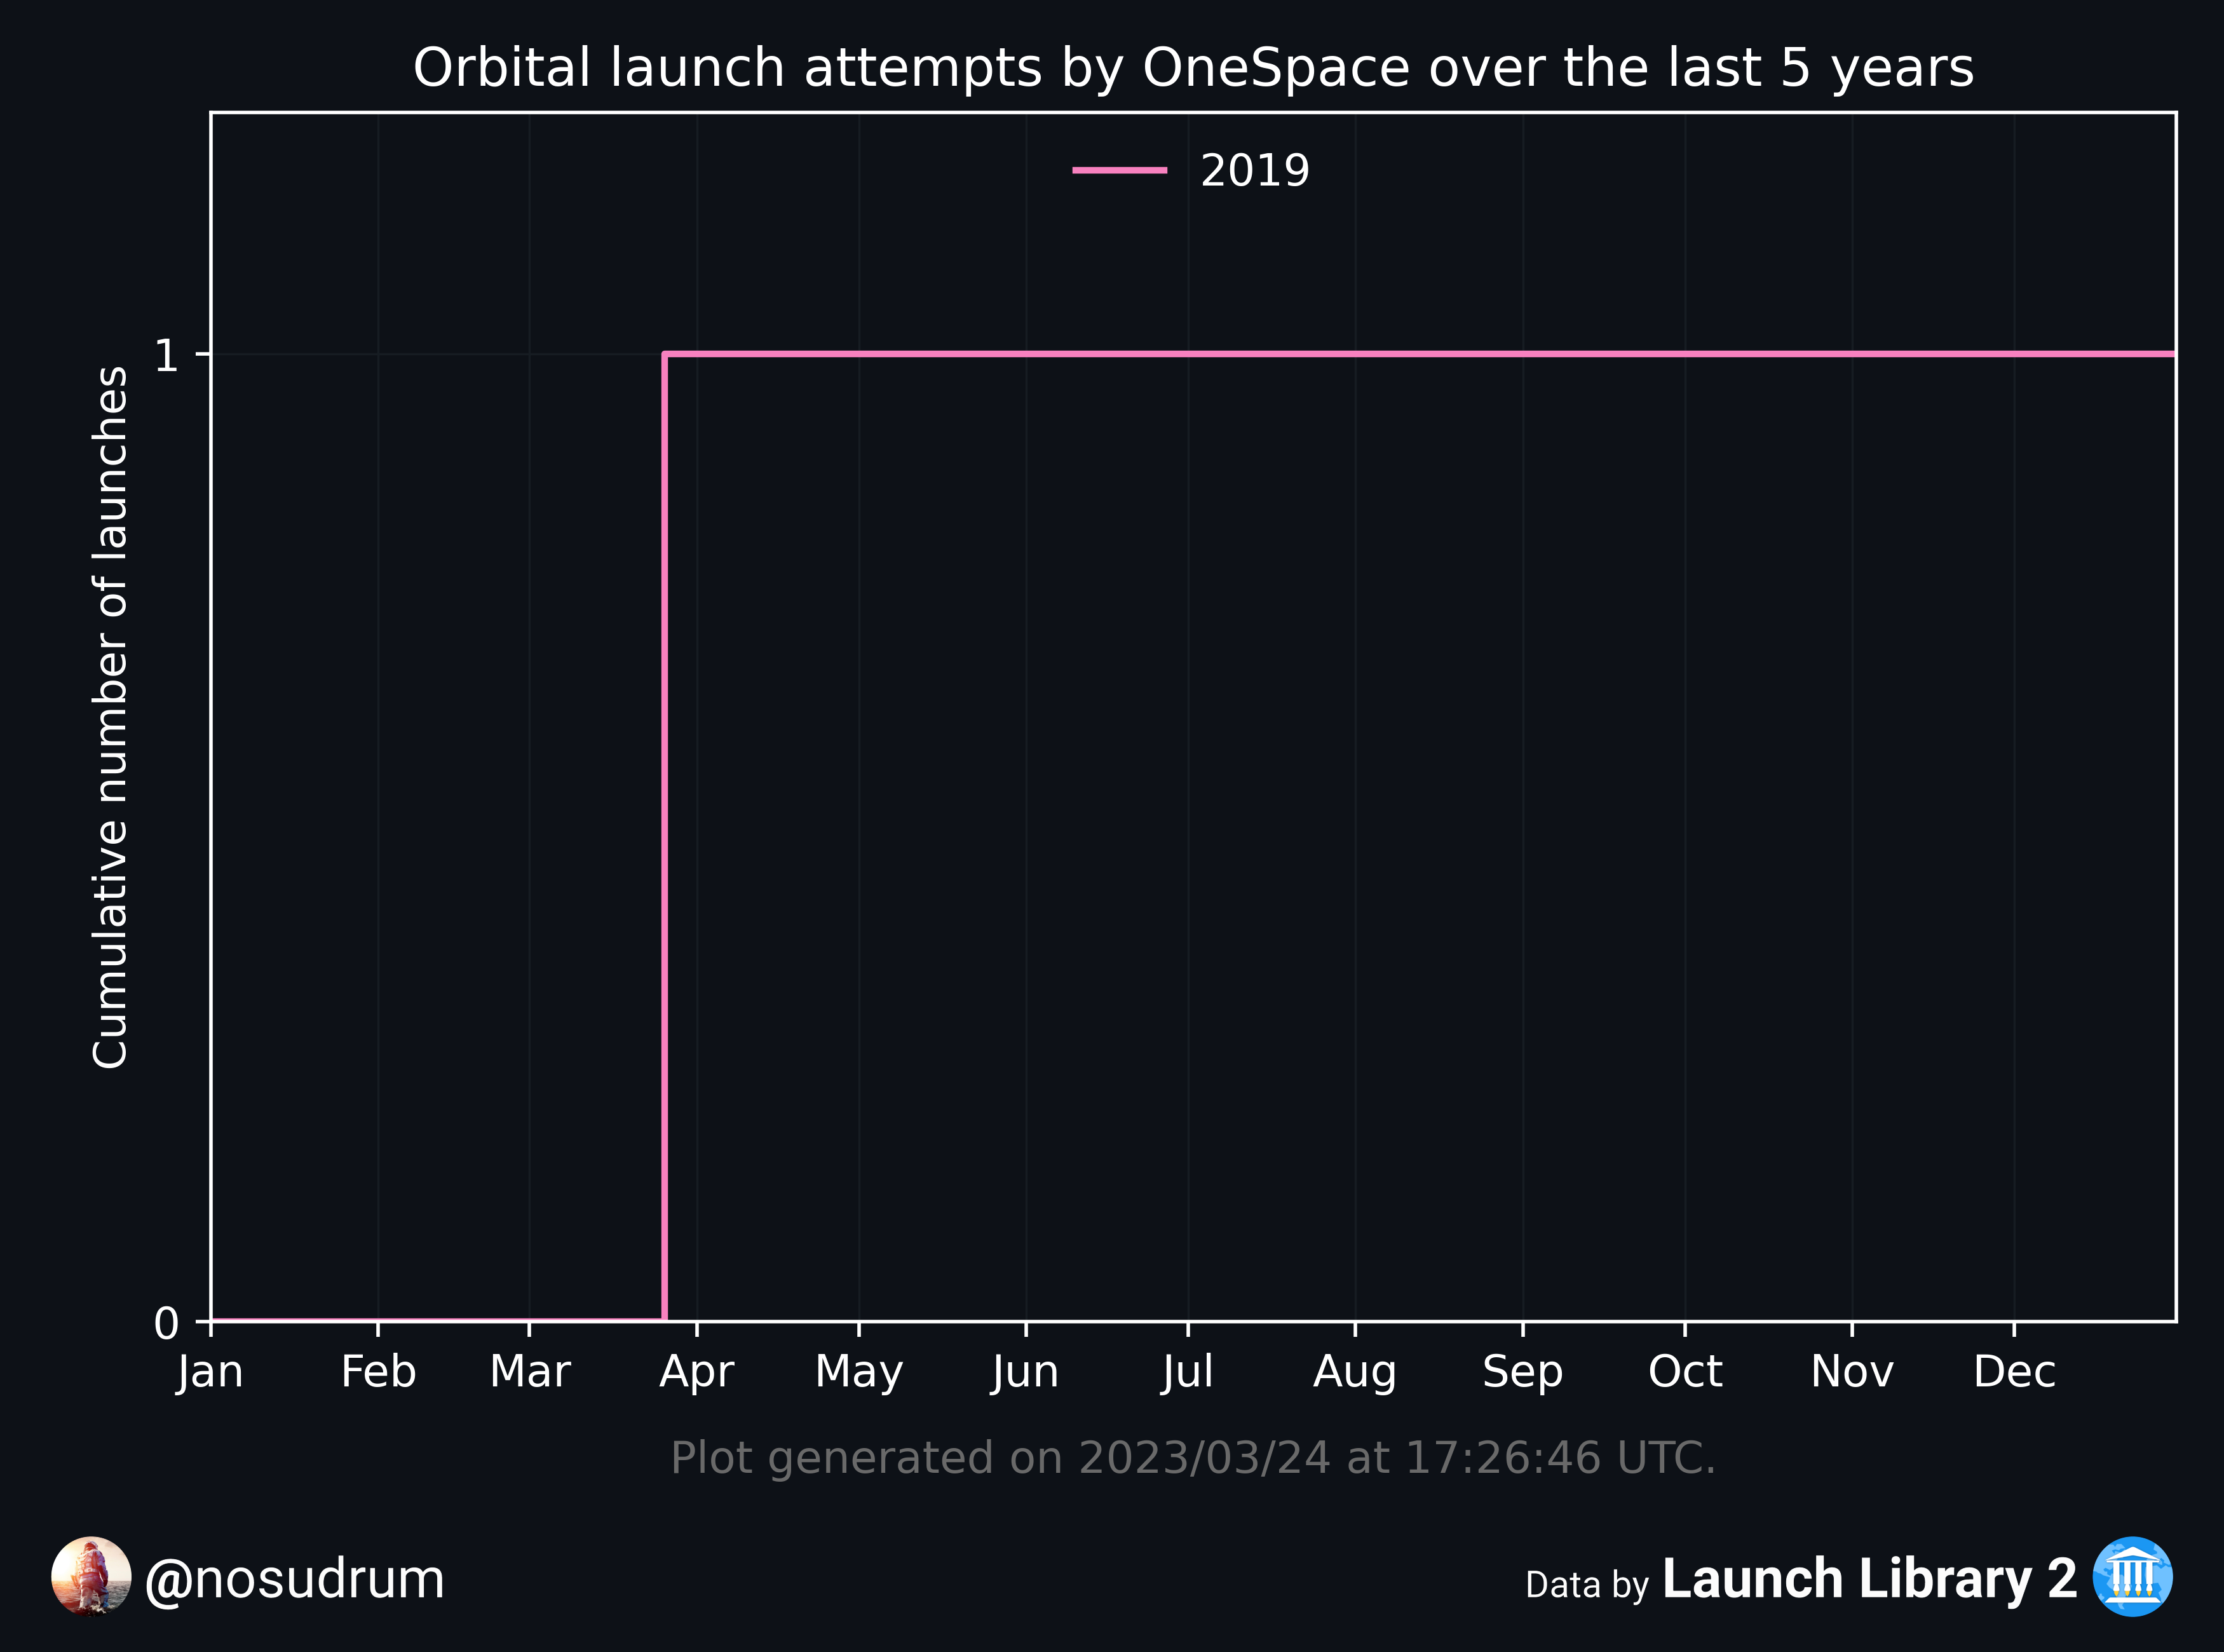 Orbital launch attempts by OneSpace over the last 5 years
2019
Cumulative number of launches
1
0
Jan Feb Mar Apr May Jun Jul Aug Sep Oct Nov Dec
Plot generated on 2023/03/24 at 17:26:46 UTC.
@nosudrum
Data by Launch Library 2